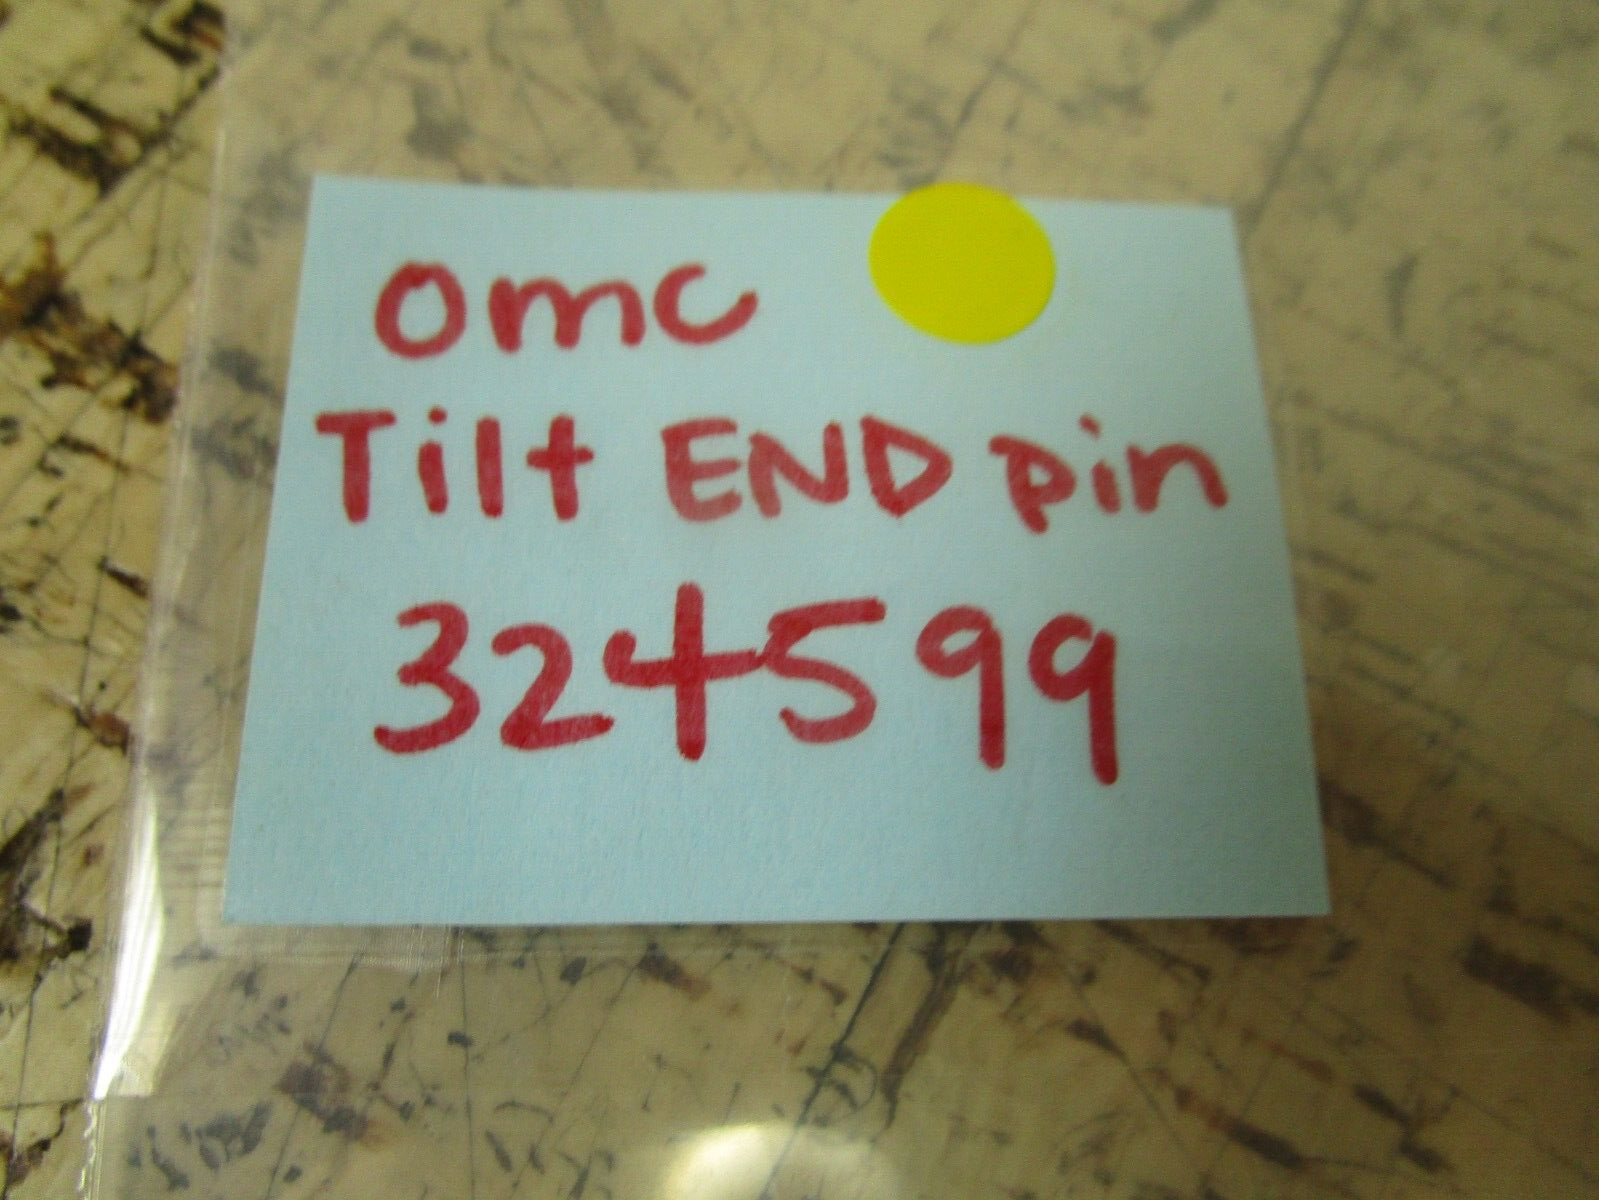 OMC
Tilt END pin
324599